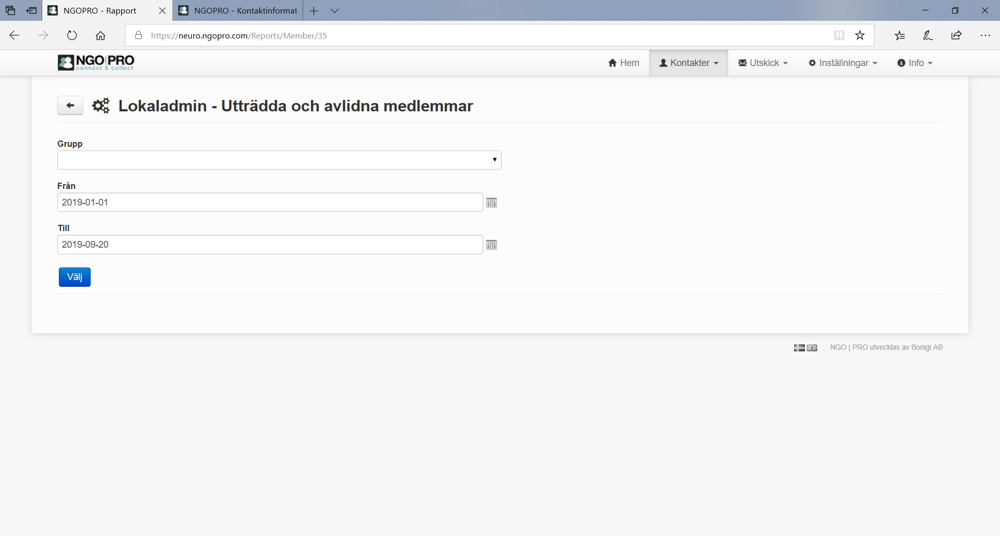 NGOPRO - Rapport
NGOPRO - Kontaktinformat
https://neuro.ngopro.com/Reports/Member/35
NGO|PRO
connect & collect
Hem
Kontakter
Utskick
Inställningar
Info
Lokaladmin - Utträdda och avlidna medlemmar
Grupp
Från
2019-01-01
Till
2019-09-20
Välj
NGO | PRO utvecklas av Bonigi AB